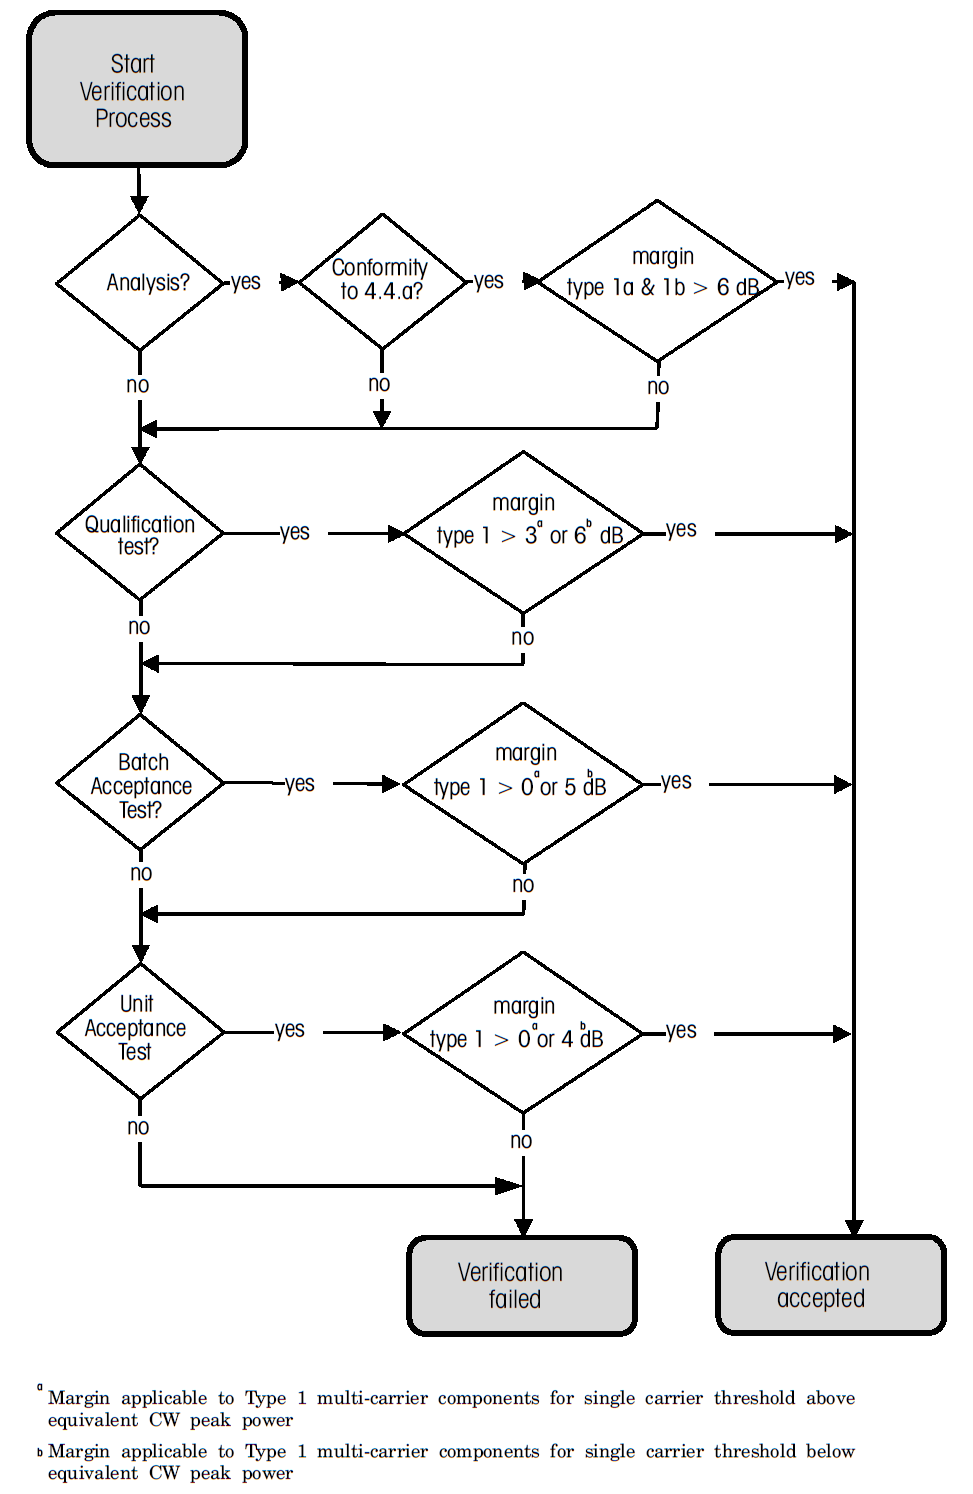 Start
Verification
Process
Analysis?
yes
Conformity
to 4.4.a?
yes
margin
type 1a & 1b > 6 dB
yes
no
no
no
Qualification
test?
yes
margin
type 1 > 3a or 6b dB
yes
no
no
Batch
Acceptance
Test?
yes
margin
type 1 > 0a or 5 bdB
yes
no
no
Unit
Acceptance
Test
yes
margin
type 1 > 0a or 4 bdB
yes
no
no
Verification
failed
Verification
accepted
a Margin applicable to Type 1 multi-carrier components for single carrier threshold above
equivalent CW peak power
b Margin applicable to Type 1 multi-carrier components for single carrier threshold below
equivalent CW peak power